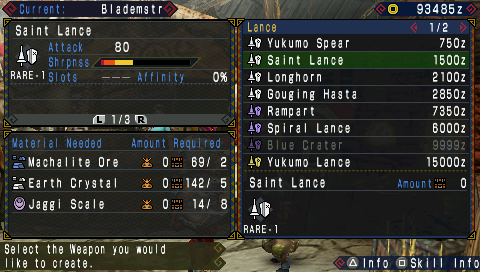 Current: Blademstr
93485z
Saint Lance
Attack 80
Shrpnss
RARE-1
Slots --- Affinity 0%
L 1/3 R
Material Needed Amount Required
Machalite Ore 0 69/ 2
Earth Crystal 0 142/ 5
Jaggi Scale 0 14/ 8
Select the Weapon you would
like to create.
Lance 1/2
Yukumo Spear 750z
Saint Lance 1500z
Longhorn 2100z
Gouging Hasta 2850z
Rampart 7350z
Spiral Lance 6000z
Blue Crater 9999z
Yukumo Lance 15000z
Saint Lance Amount 0
RARE-1
Info Skill Info